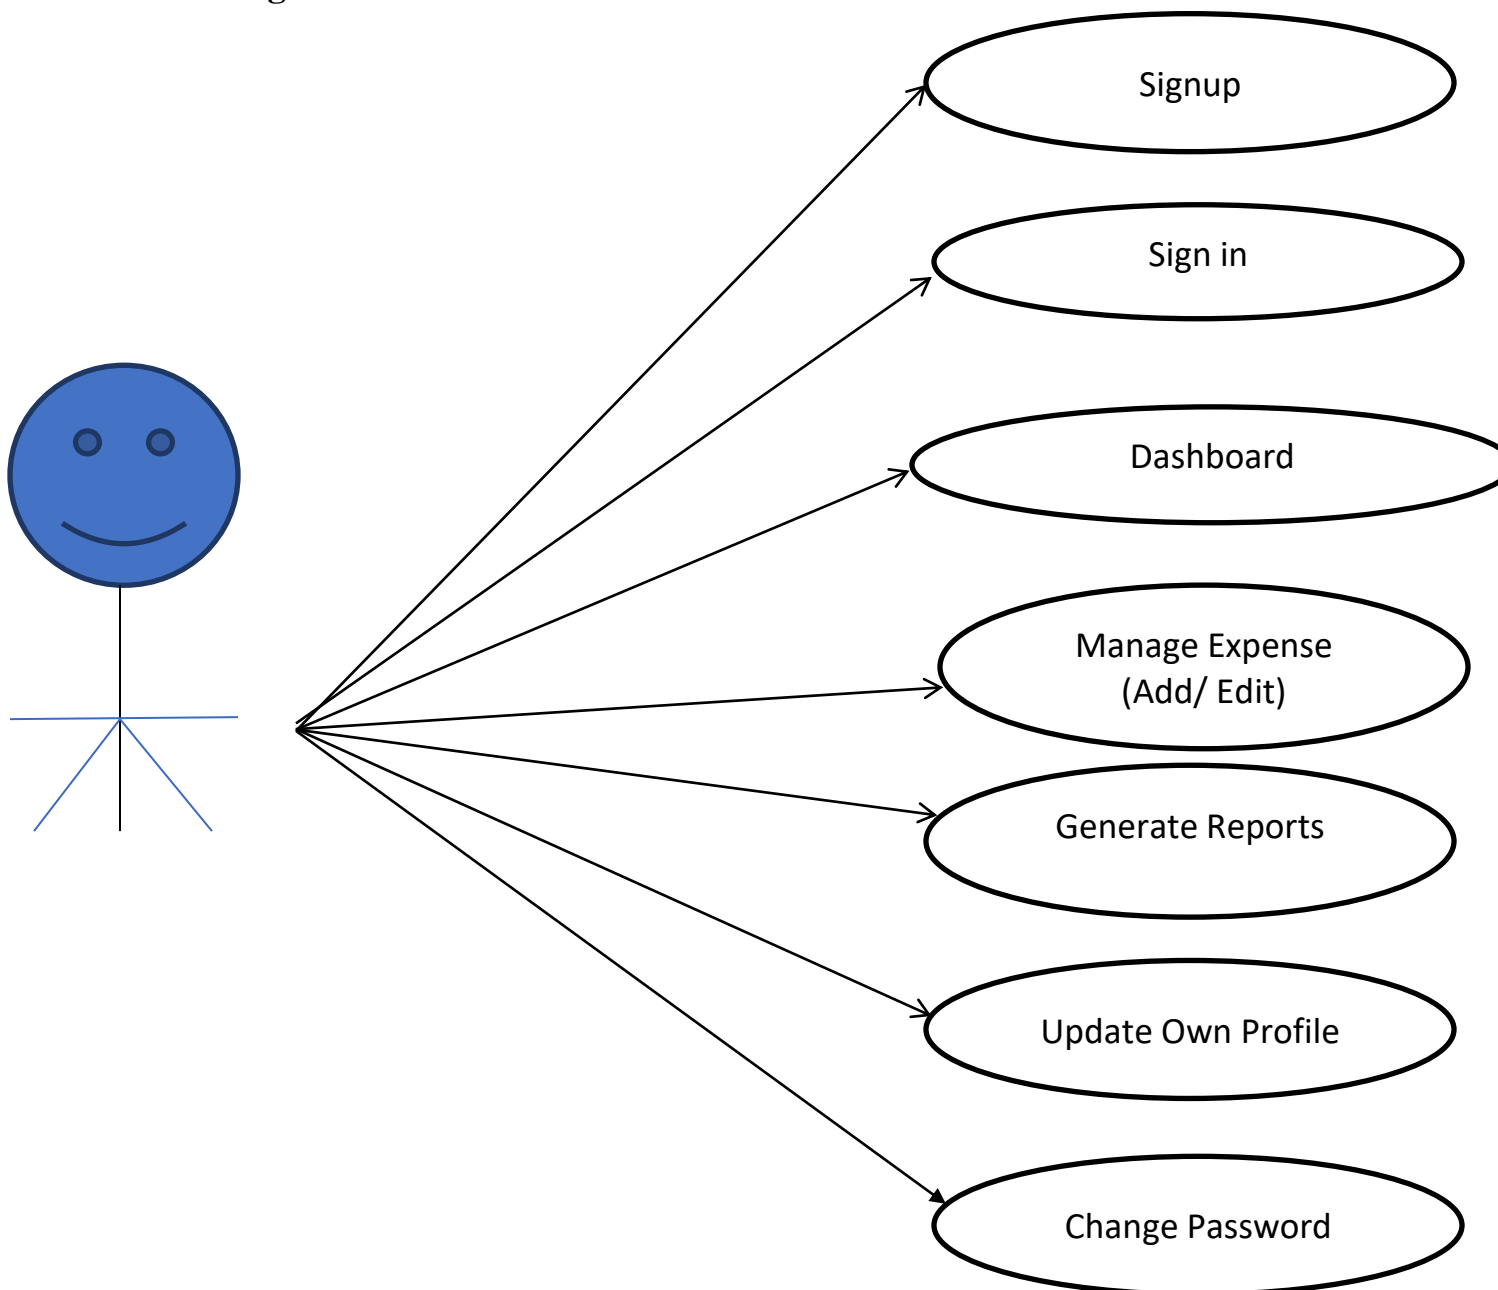 Signup
Sign in
Dashboard
Manage Expense
(Add/ Edit)
Generate Reports
Update Own Profile
Change Password